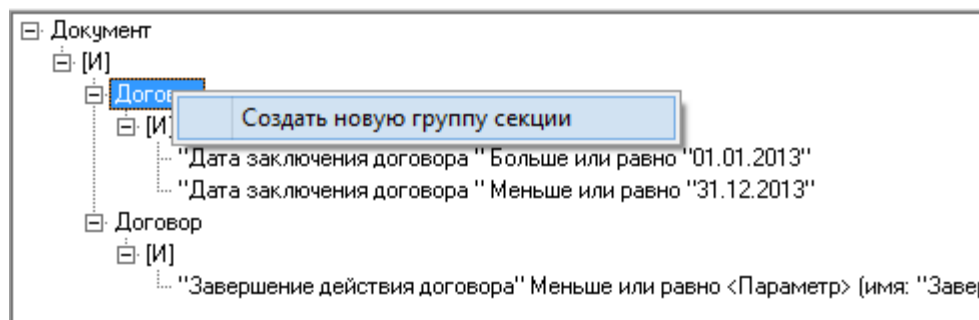 Документ
[И]
Догов
Создать новую группу секции
[И]
"Дата заключения договора " Больше или равно "01.01.2013"
"Дата заключения договора " Меньше или равно "31.12.2013"
Договор
[И]
"Завершение действия договора" Меньше или равно <Параметр> (имя: "Заве